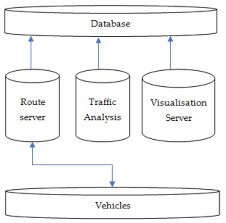 Database
Route
server
Traffic
Analysis
Visualisation
Server
Vehicles